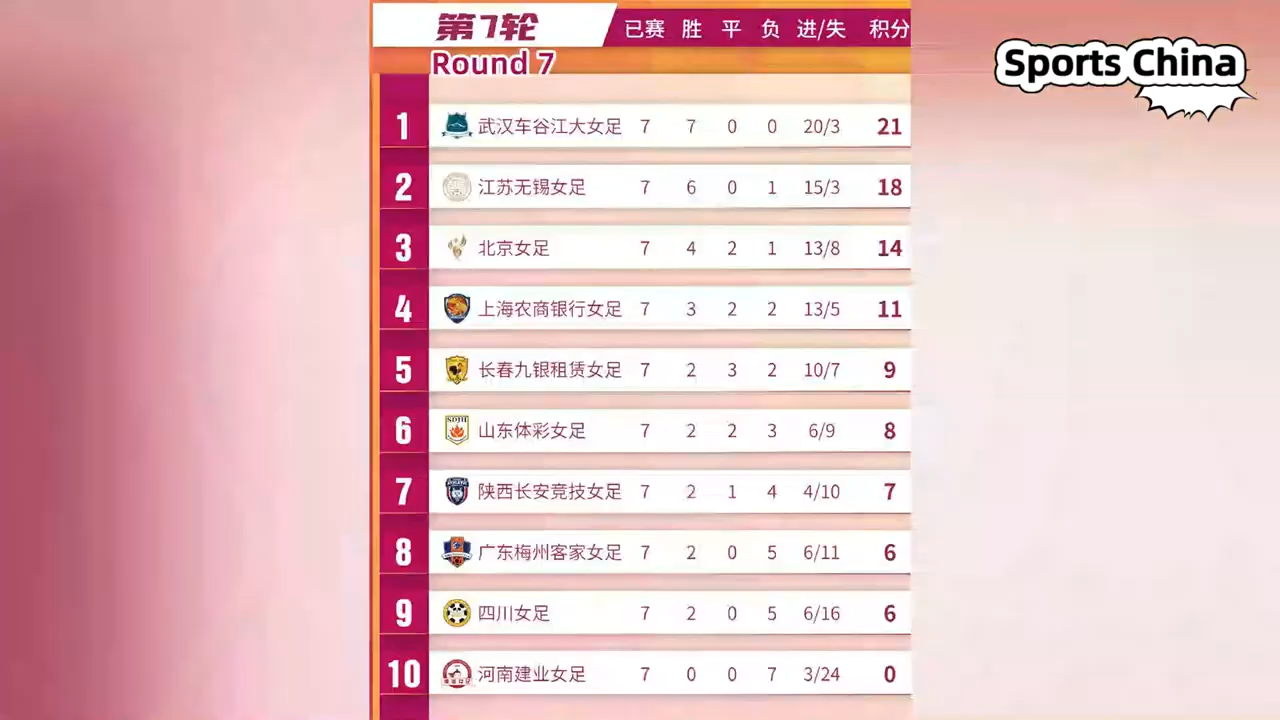 第7轮 已赛 胜 平 负 进/失 积分
Round 7
Sports China
1 武汉车谷江大女足 7 7 0 0 20/3 21
2 江苏无锡女足 7 6 0 1 15/3 18
3 北京女足 7 4 2 1 13/8 14
4 上海农商银行女足 7 3 2 2 13/5 11
5 长春九银租赁女足 7 2 3 2 10/7 9
6 山东体彩女足 7 2 2 3 6/9 8
7 陕西长安竞技女足 7 2 1 4 4/10 7
8 广东梅州客家女足 7 2 0 5 6/11 6
9 四川女足 7 2 0 5 6/16 6
10 河南建业女足 7 0 0 7 3/24 0